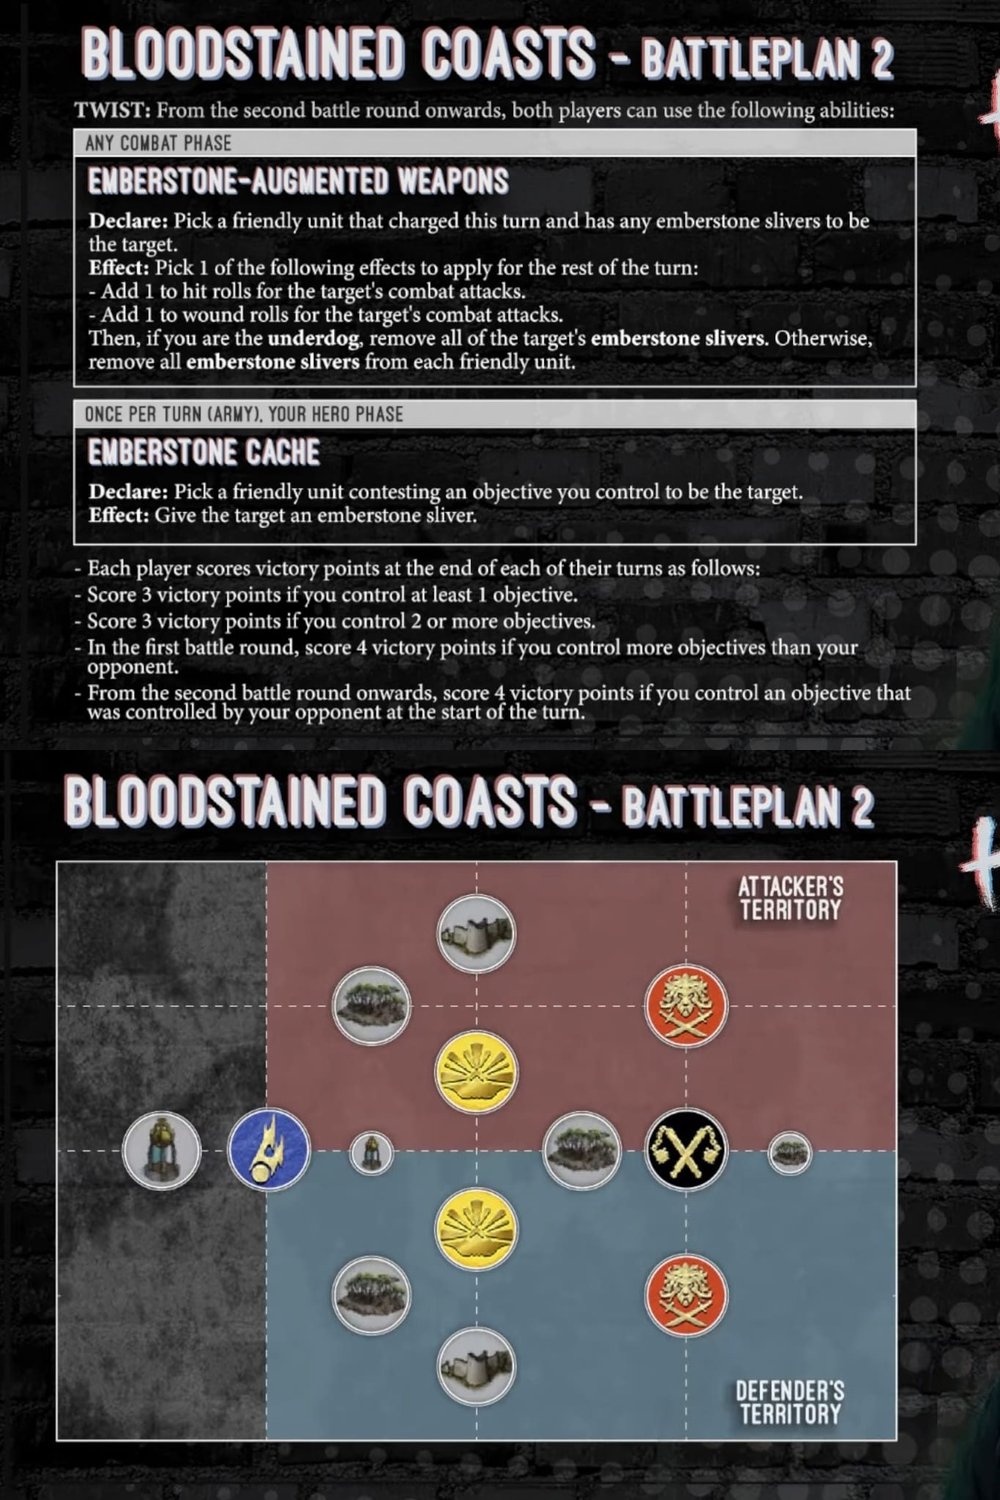 BLOODSTAINED COASTS - BATTLEPLAN 2
TWIST: From the second battle round onwards, both players can use the following abilities:
ANY COMBAT PHASE
EMBERSTONE-AUGMENTED WEAPONS
Declare: Pick a friendly unit that charged this turn and has any emberstone slivers to be
the target.
Effect: Pick 1 of the following effects to apply for the rest of the turn:
- Add 1 to hit rolls for the target's combat attacks.
- Add 1 to wound rolls for the target's combat attacks.
Then, if you are the underdog, remove all of the target's emberstone slivers. Otherwise,
remove all emberstone slivers from each friendly unit.
ONCE PER TURN (ARMY), YOUR HERO PHASE
EMBERSTONE CACHE
Declare: Pick a friendly unit contesting an objective you control to be the target.
Effect: Give the target an emberstone sliver.
- Each player scores victory points at the end of each of their turns as follows:
- Score 3 victory points if you control at least 1 objective.
- Score 3 victory points if you control 2 or more objectives.
- In the first battle round, score 4 victory points if you control more objectives than your
opponent.
- From the second battle round onwards, score 4 victory points if you control an objective that
was controlled by your opponent at the start of the turn.
BLOODSTAINED COASTS - BATTLEPLAN 2
ATTACKER'S
TERRITORY
DEFENDER'S
TERRITORY